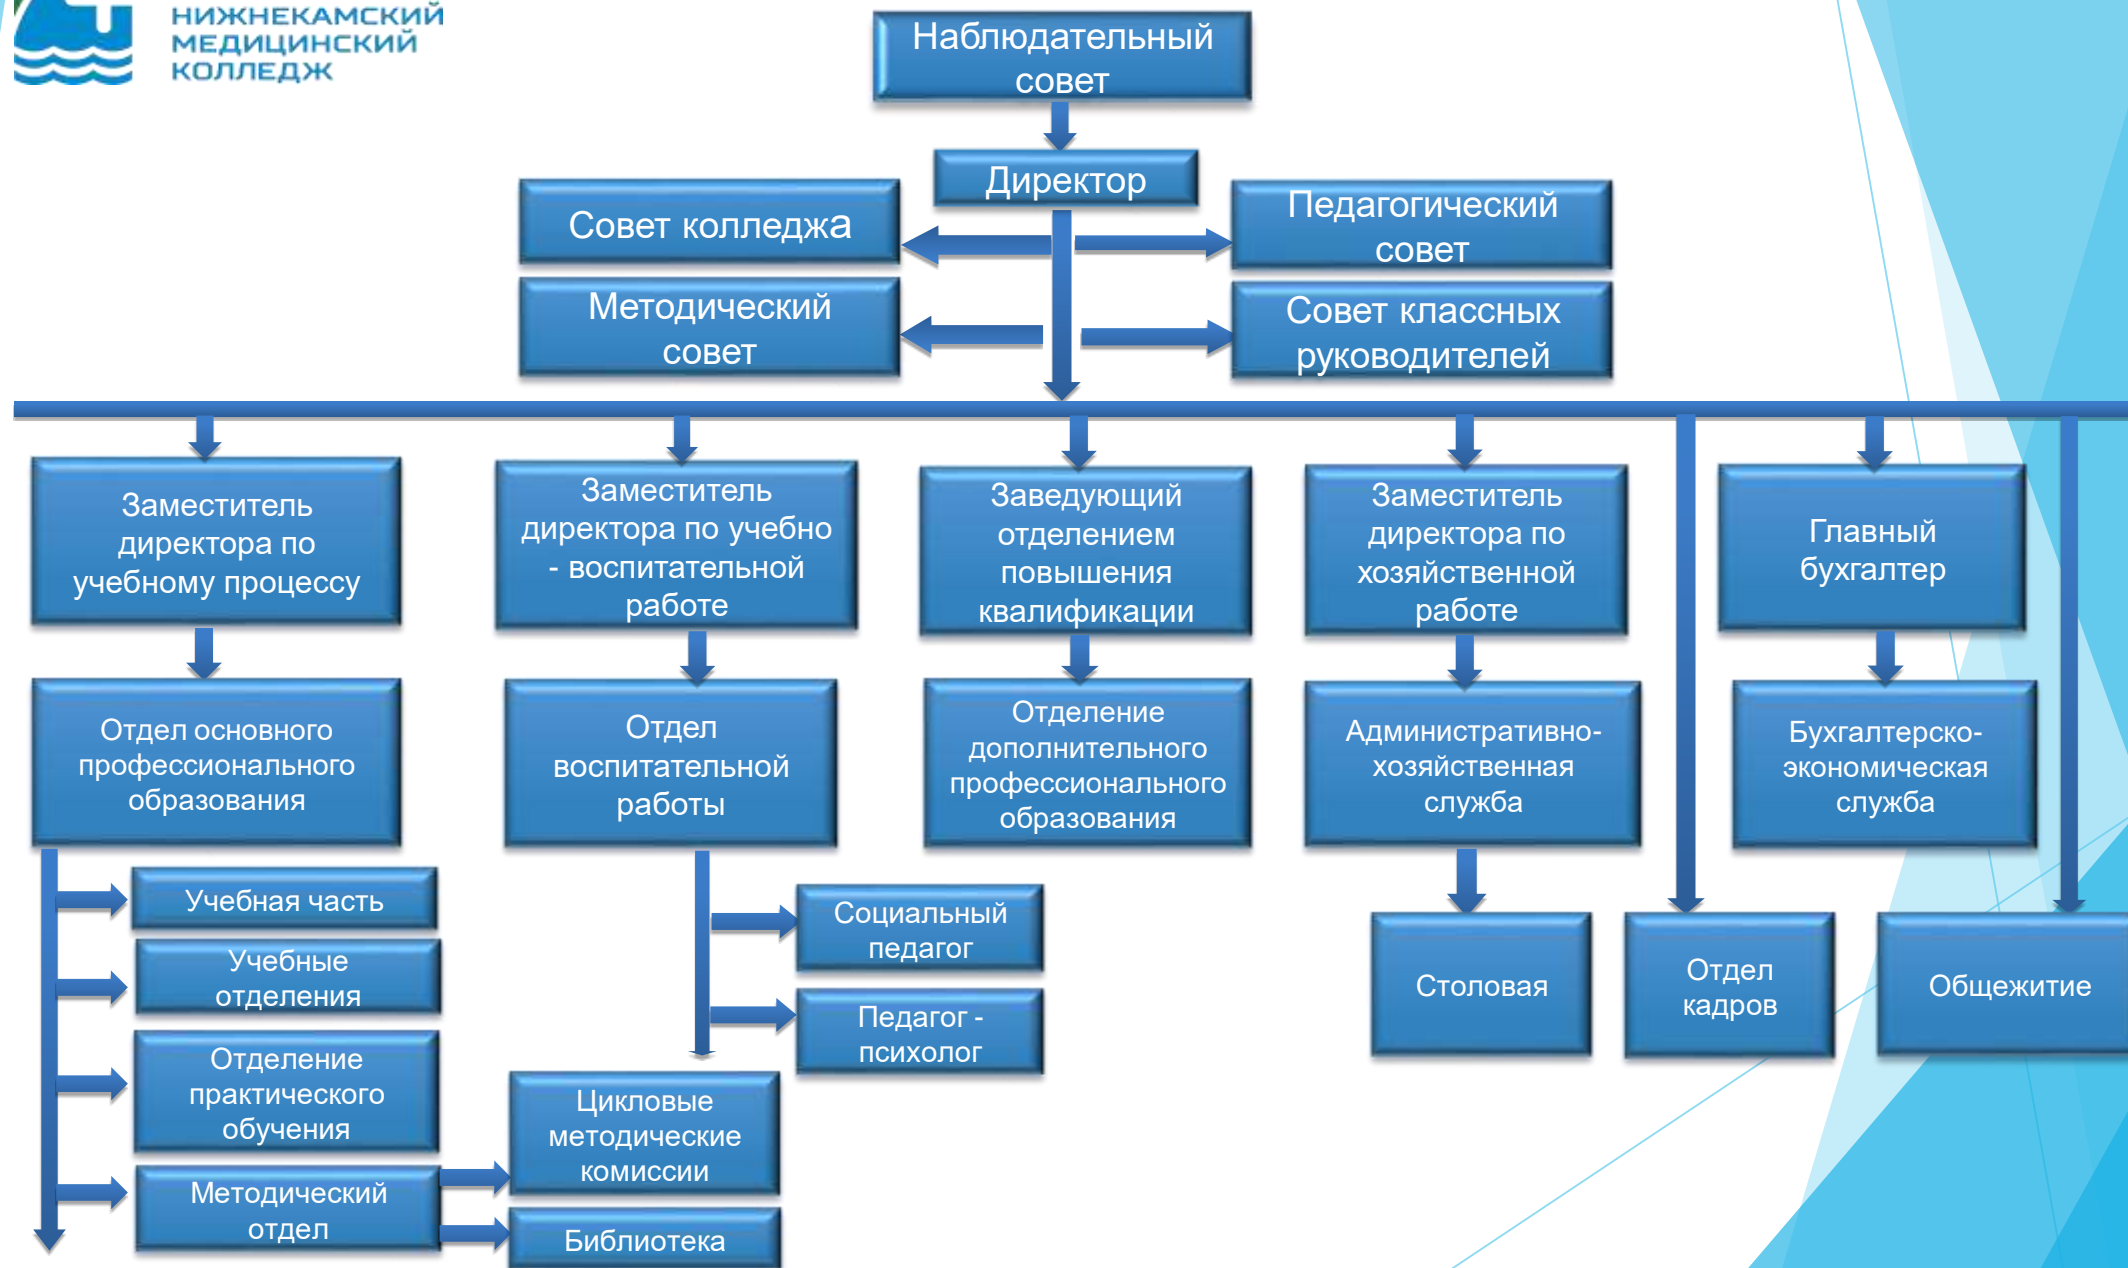 НИЖНЕКАМСКИЙ
МЕДИЦИНСКИЙ
КОЛЛЕДЖ
Наблюдательный
совет
Директор
Совет колледжа
Педагогический
совет
Методический
совет
Совет классных
руководителей
Заместитель
директора по
учебному процессу
Заместитель
директора по учебно
- воспитательной
работе
Заведующий
отделением
повышения
квалификации
Заместитель
директора по
хозяйственной
работе
Главный
бухгалтер
Отдел основного
профессионального
образования
Отдел
воспитательной
работы
Отделение
дополнительного
профессионального
образования
Административно-
хозяйственная
служба
Бухгалтерско-
экономическая
служба
Учебная часть
Учебные
отделения
Отделение
практического
обучения
Методический
отдел
Социальный
педагог
Педагог -
психолог
Цикловые
методические
комиссии
Библиотека
Столовая
Отдел
кадров
Общежитие